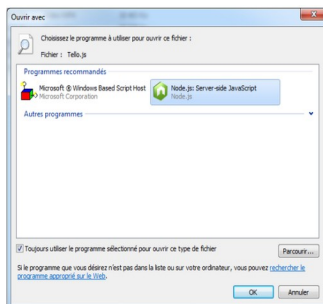 Ouvrir avec
Choisissez le programme à utiliser pour ouvrir ce fichier :
Fichier : Tello.js
Programmes recommandés
Microsoft ® Windows Based Script Host
Microsoft Corporation
Node.js: Server-side JavaScript
Node.js
Autres programmes
Toujours utiliser le programme sélectionné pour ouvrir ce type de fichier
Parcourir...
Si le programme que vous désirez n'est pas dans la liste ou sur votre ordinateur, vous pouvez rechercher le
programme approprié sur le Web.
OK
Annuler